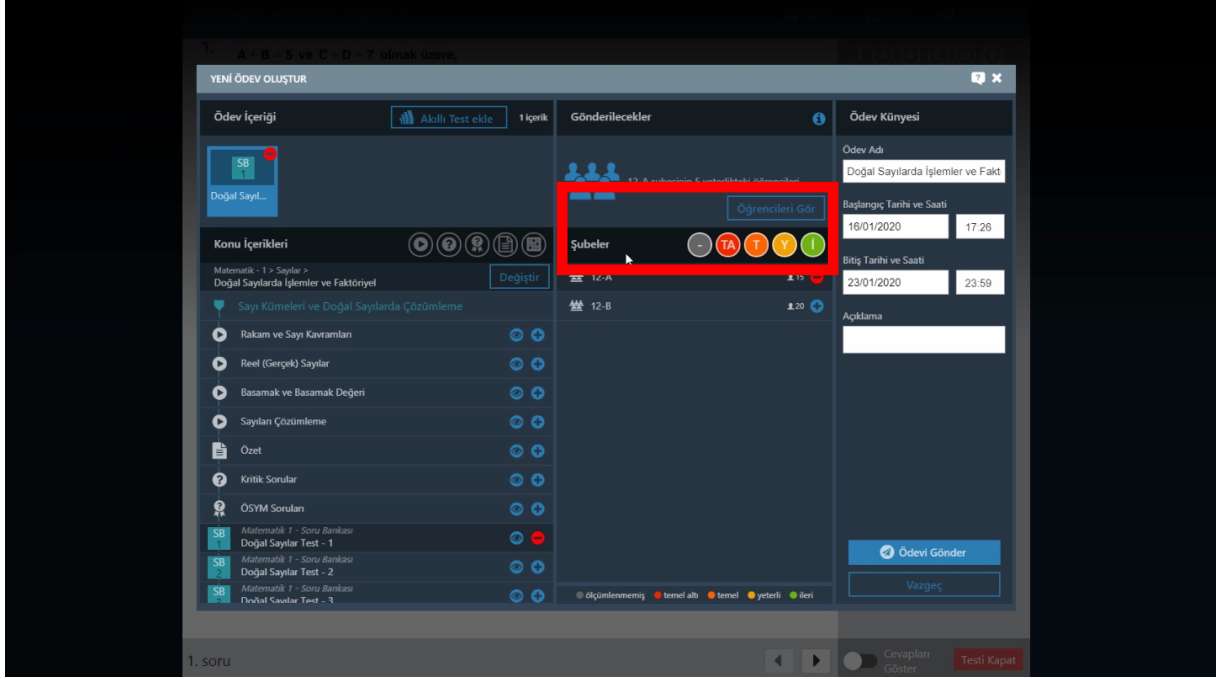 1.
A + B = 5 ve C + D = 7 olmak üzere,
YENİ ÖDEV OLUŞTUR
Ödev İçeriği
Akıllı Test ekle
1 içerik
SB
1
Doğal Sayıl...
Konu İçerikleri
Matematik - 1 > Sayılar >
Doğal Sayılarda İşlemler ve Faktöriyel
Değiştir
Sayı Kümeleri ve Doğal Sayılarda Çözümleme
Rakam ve Sayı Kavramları
Reel (Gerçek) Sayılar
Basamak ve Basamak Değeri
Sayıları Çözümleme
Özet
Kritik Sorular
ÖSYM Soruları
SB
1
Matematik 1 - Soru Bankası
Doğal Sayılar Test - 1
SB
2
Matematik 1 - Soru Bankası
Doğal Sayılar Test - 2
SB
Matematik 1 - Soru Bankası
Doğal Sayılar Test - 3
Gönderilecekler
12-A şubesinin 5 yeterlikteki öğrencileri
Öğrencileri Gör
Şubeler
- TA T Y İ
12-A
15
12-B
20
ölçümlenmemiş temel altı temel yeterli ileri
Ödev Künyesi
Ödev Adı
Doğal Sayılarda İşlemler ve Fakt
Başlangıç Tarihi ve Saati
16/01/2020 17:26
Bitiş Tarihi ve Saati
23/01/2020 23:59
Açıklama
Ödevi Gönder
Vazgeç
1. soru
Cevapları
Göster
Testi Kapat